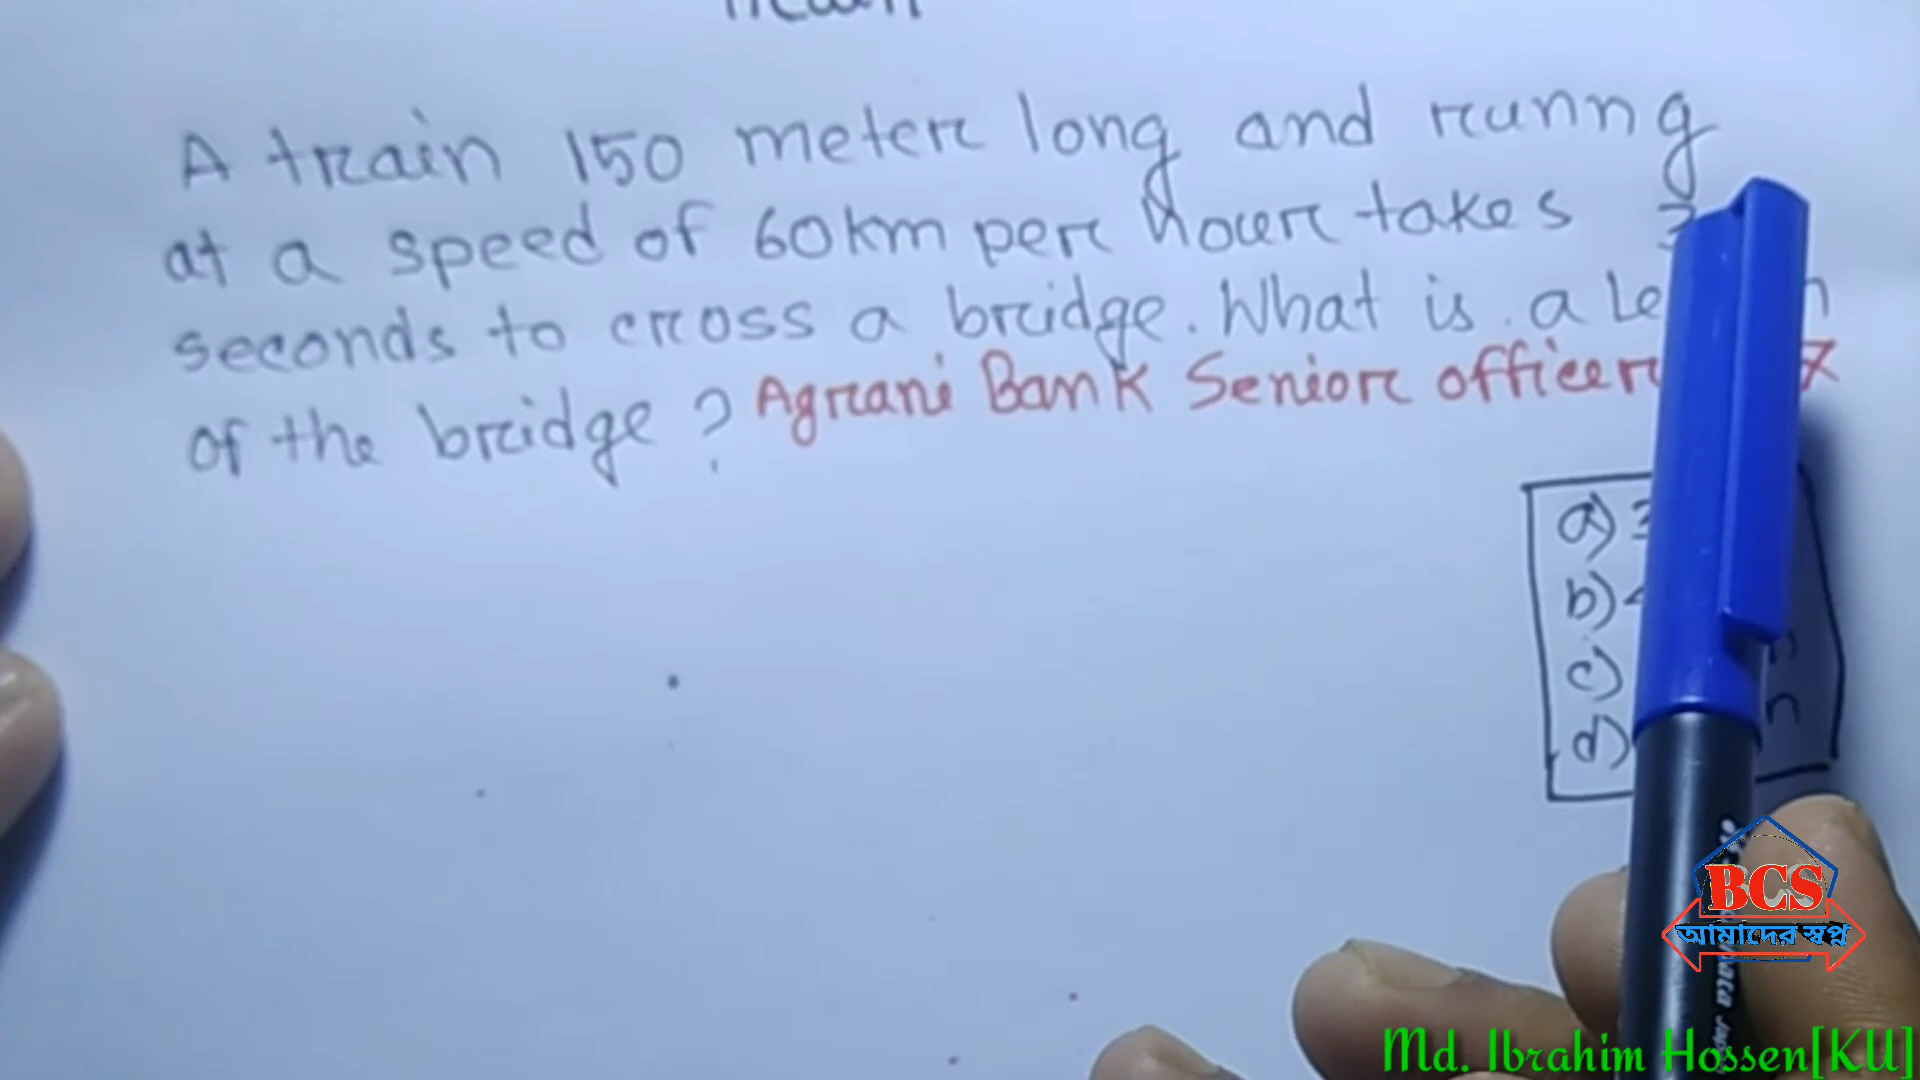 A train 150 meter long and runng
at a speed of 60km per hour takes
seconds to cross a bridge. What is a
of the bridge? Agrani Bank Senior officer
a)
b)
c)
d)
BCS
আমাদের স্বপ্ন
Md. Ibrahim Hossen[KU]